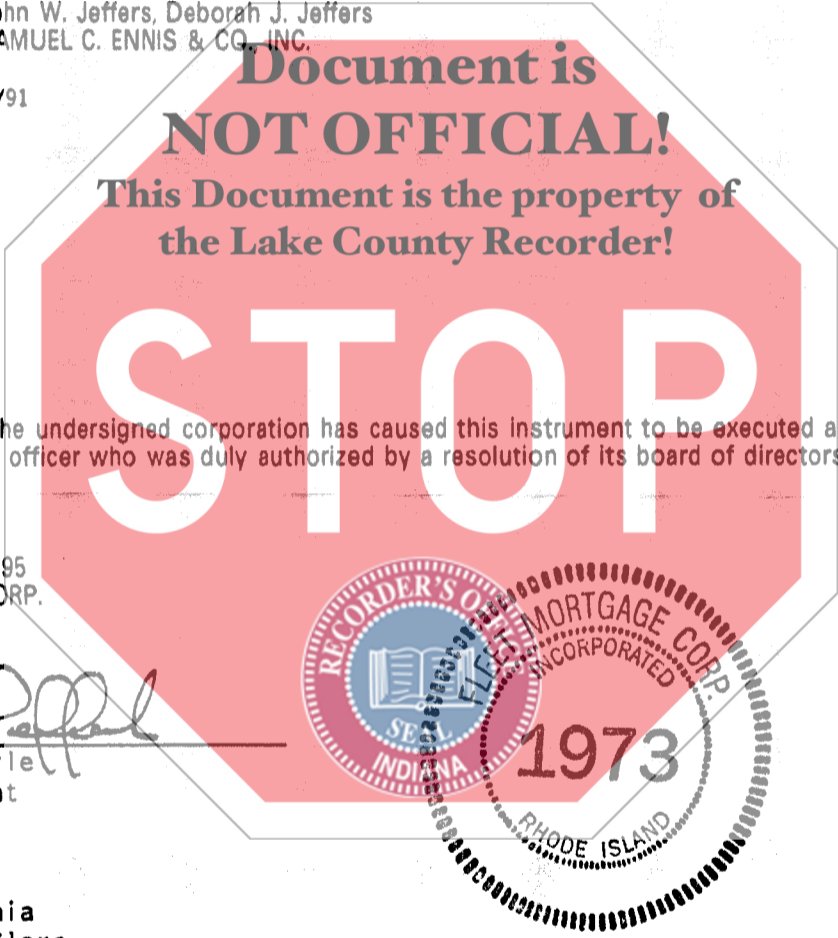 hn W. Jeffers, Deborah J. Jeffers
AMUEL C. ENNIS & CO., INC.
Document is
/91
NOT OFFICIAL!
This Document is the property of
the Lake County Recorder!
STOP
he undersigned corporation has caused this instrument to be executed a
officer who was duly authorized by a resolution of its board of directors
95
ORP.
RECORDER'S OFFICE
SEAL
INDIANA
FLEET MORTGAGE CORP.
INCORPORATED
1973
RHODE ISLAND
le
t
nia